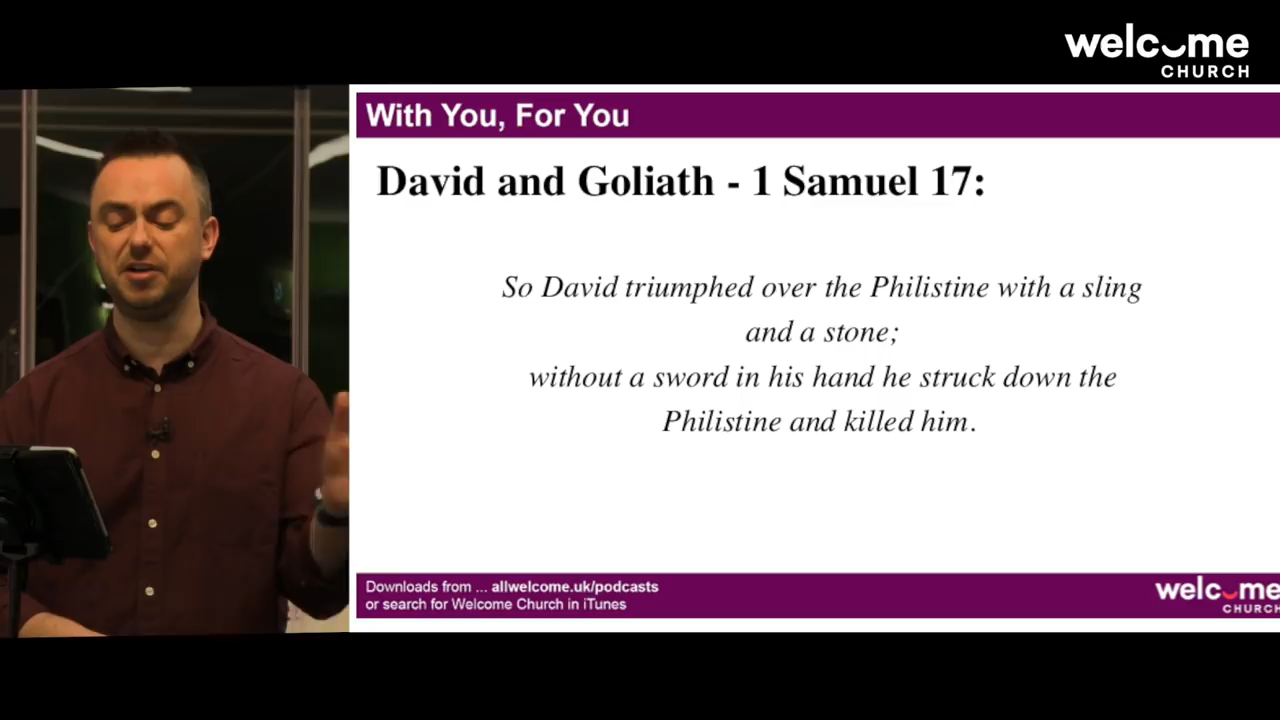 welcome
CHURCH
With You, For You
David and Goliath - 1 Samuel 17:
So David triumphed over the Philistine with a sling
and a stone;
without a sword in his hand he struck down the
Philistine and killed him.
Downloads from ... allwelcome.uk/podcasts
or search for Welcome Church in iTunes
welcome
CHURCH